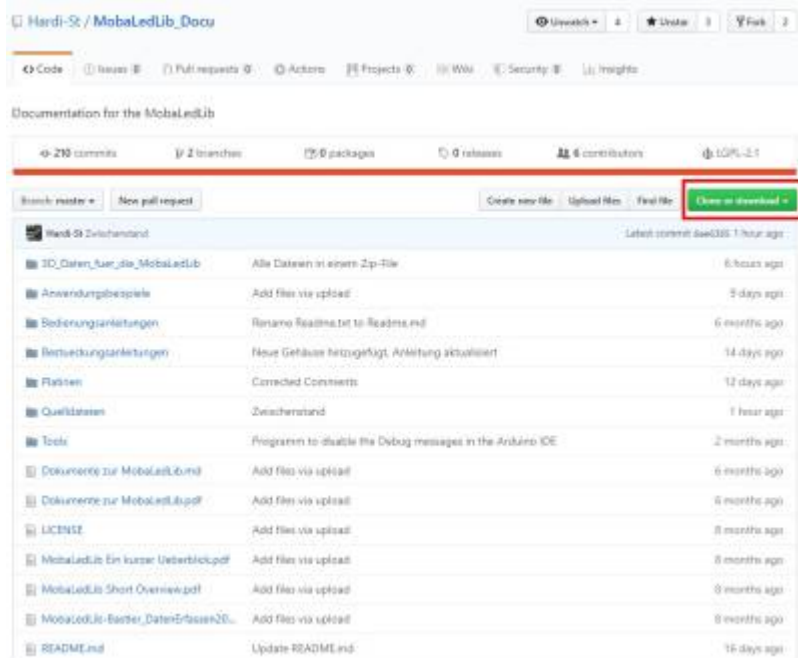 Hardi-St / MobaLedLib_Docu
Unwatch 4 Unstar 3 Fork 2
Code Issues 0 Pull requests 0 Actions Projects 0 Wiki Security 0 Insights
Documentation for the MobaLedLib
210 commits 2 branches 0 packages 0 releases 6 contributors LGPL-2.1
Branch: master New pull request Create new file Upload files Find file Clone or download
Hardi-St Zwischenstand Latest commit 1 hour ago
3D_Daten_fuer_die_MobaLedLib Alle Dateien in einem Zip-File 6 hours ago
Anwendungsbeispiele Add files via upload 9 days ago
Bedienungsanleitungen Rename Readme.txt to Readme.md 6 months ago
Bestueckungsanleitungen Neue Gehäuse hinzugefügt, Anleitung aktualisiert 14 days ago
Platinen Corrected Comments 12 days ago
Quelldateien Zwischenstand 1 hour ago
Tools Programm to disable the Debug messages in the Arduino IDE 2 months ago
Dokumente zur MobaLedLib.md Add files via upload 6 months ago
Dokumente zur MobaLedLib.pdf Add files via upload 6 months ago
LICENSE Add files via upload 8 months ago
MobaLedLib Ein kurzer Ueberblick.pdf Add files via upload 8 months ago
MobaLedLib Short Overview.pdf Add files via upload 8 months ago
MobaLedLib-Bastler_DatenErfassen20... Add files via upload 8 months ago
README.md Update README.md 16 days ago